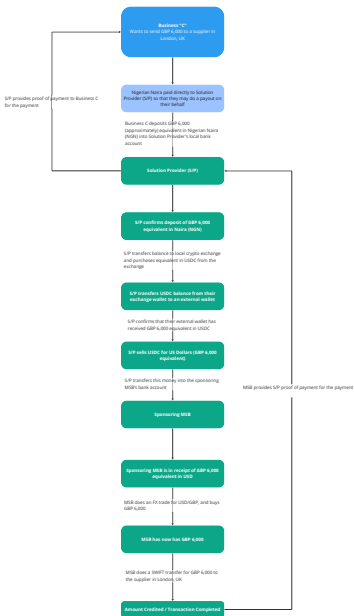 Business "C"
Wants to send GBP 6,000 to a supplier in
London, UK
Nigerian Naira paid directly to Solution
Provider (S/P) so that they may do a payout on
their behalf
S/P provides proof of payment to Business C
for the payment
Business C deposits GBP 6,000
(approximately) equivalent in Nigerian Naira
(NGN) into Solution Provider's local bank
account
Solution Provider (S/P)
S/P confirms deposit of GBP 6,000
equivalent in Naira (NGN)
S/P transfers balance to local crypto exchange
and purchases equivalent in USDC from the
exchange
S/P transfers USDC balance from their
exchange wallet to an external wallet
S/P confirms that their external wallet has
received GBP 6,000 equivalent in USDC
S/P sells USDC for US Dollars (GBP 6,000
equivalent)
S/P transfers this money into the sponsoring
MSB's bank account
MSB provides S/P proof of payment for the payment
Sponsoring MSB
Sponsoring MSB is in receipt of GBP 6,000
equivalent in USD
MSB does an FX trade for USD/GBP, and buys
GBP 6,000
MSB has now has GBP 6,000
MSB does a SWIFT transfer for GBP 6,000 to
the supplier in London, UK
Amount Credited / Transaction Completed